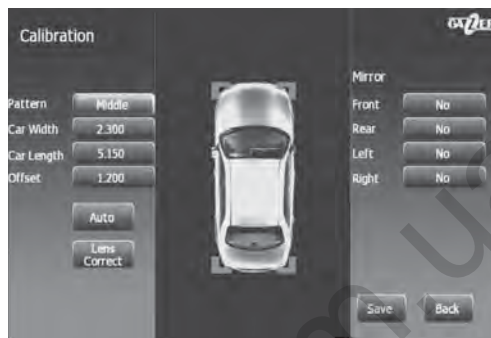 Calibration
GAZZER
Pattern Middle
Car Width 2.300
Car Length 5.150
Offset 1.200
Auto
Lens
Correct
Mirror
Front No
Rear No
Left No
Right No
Save Back